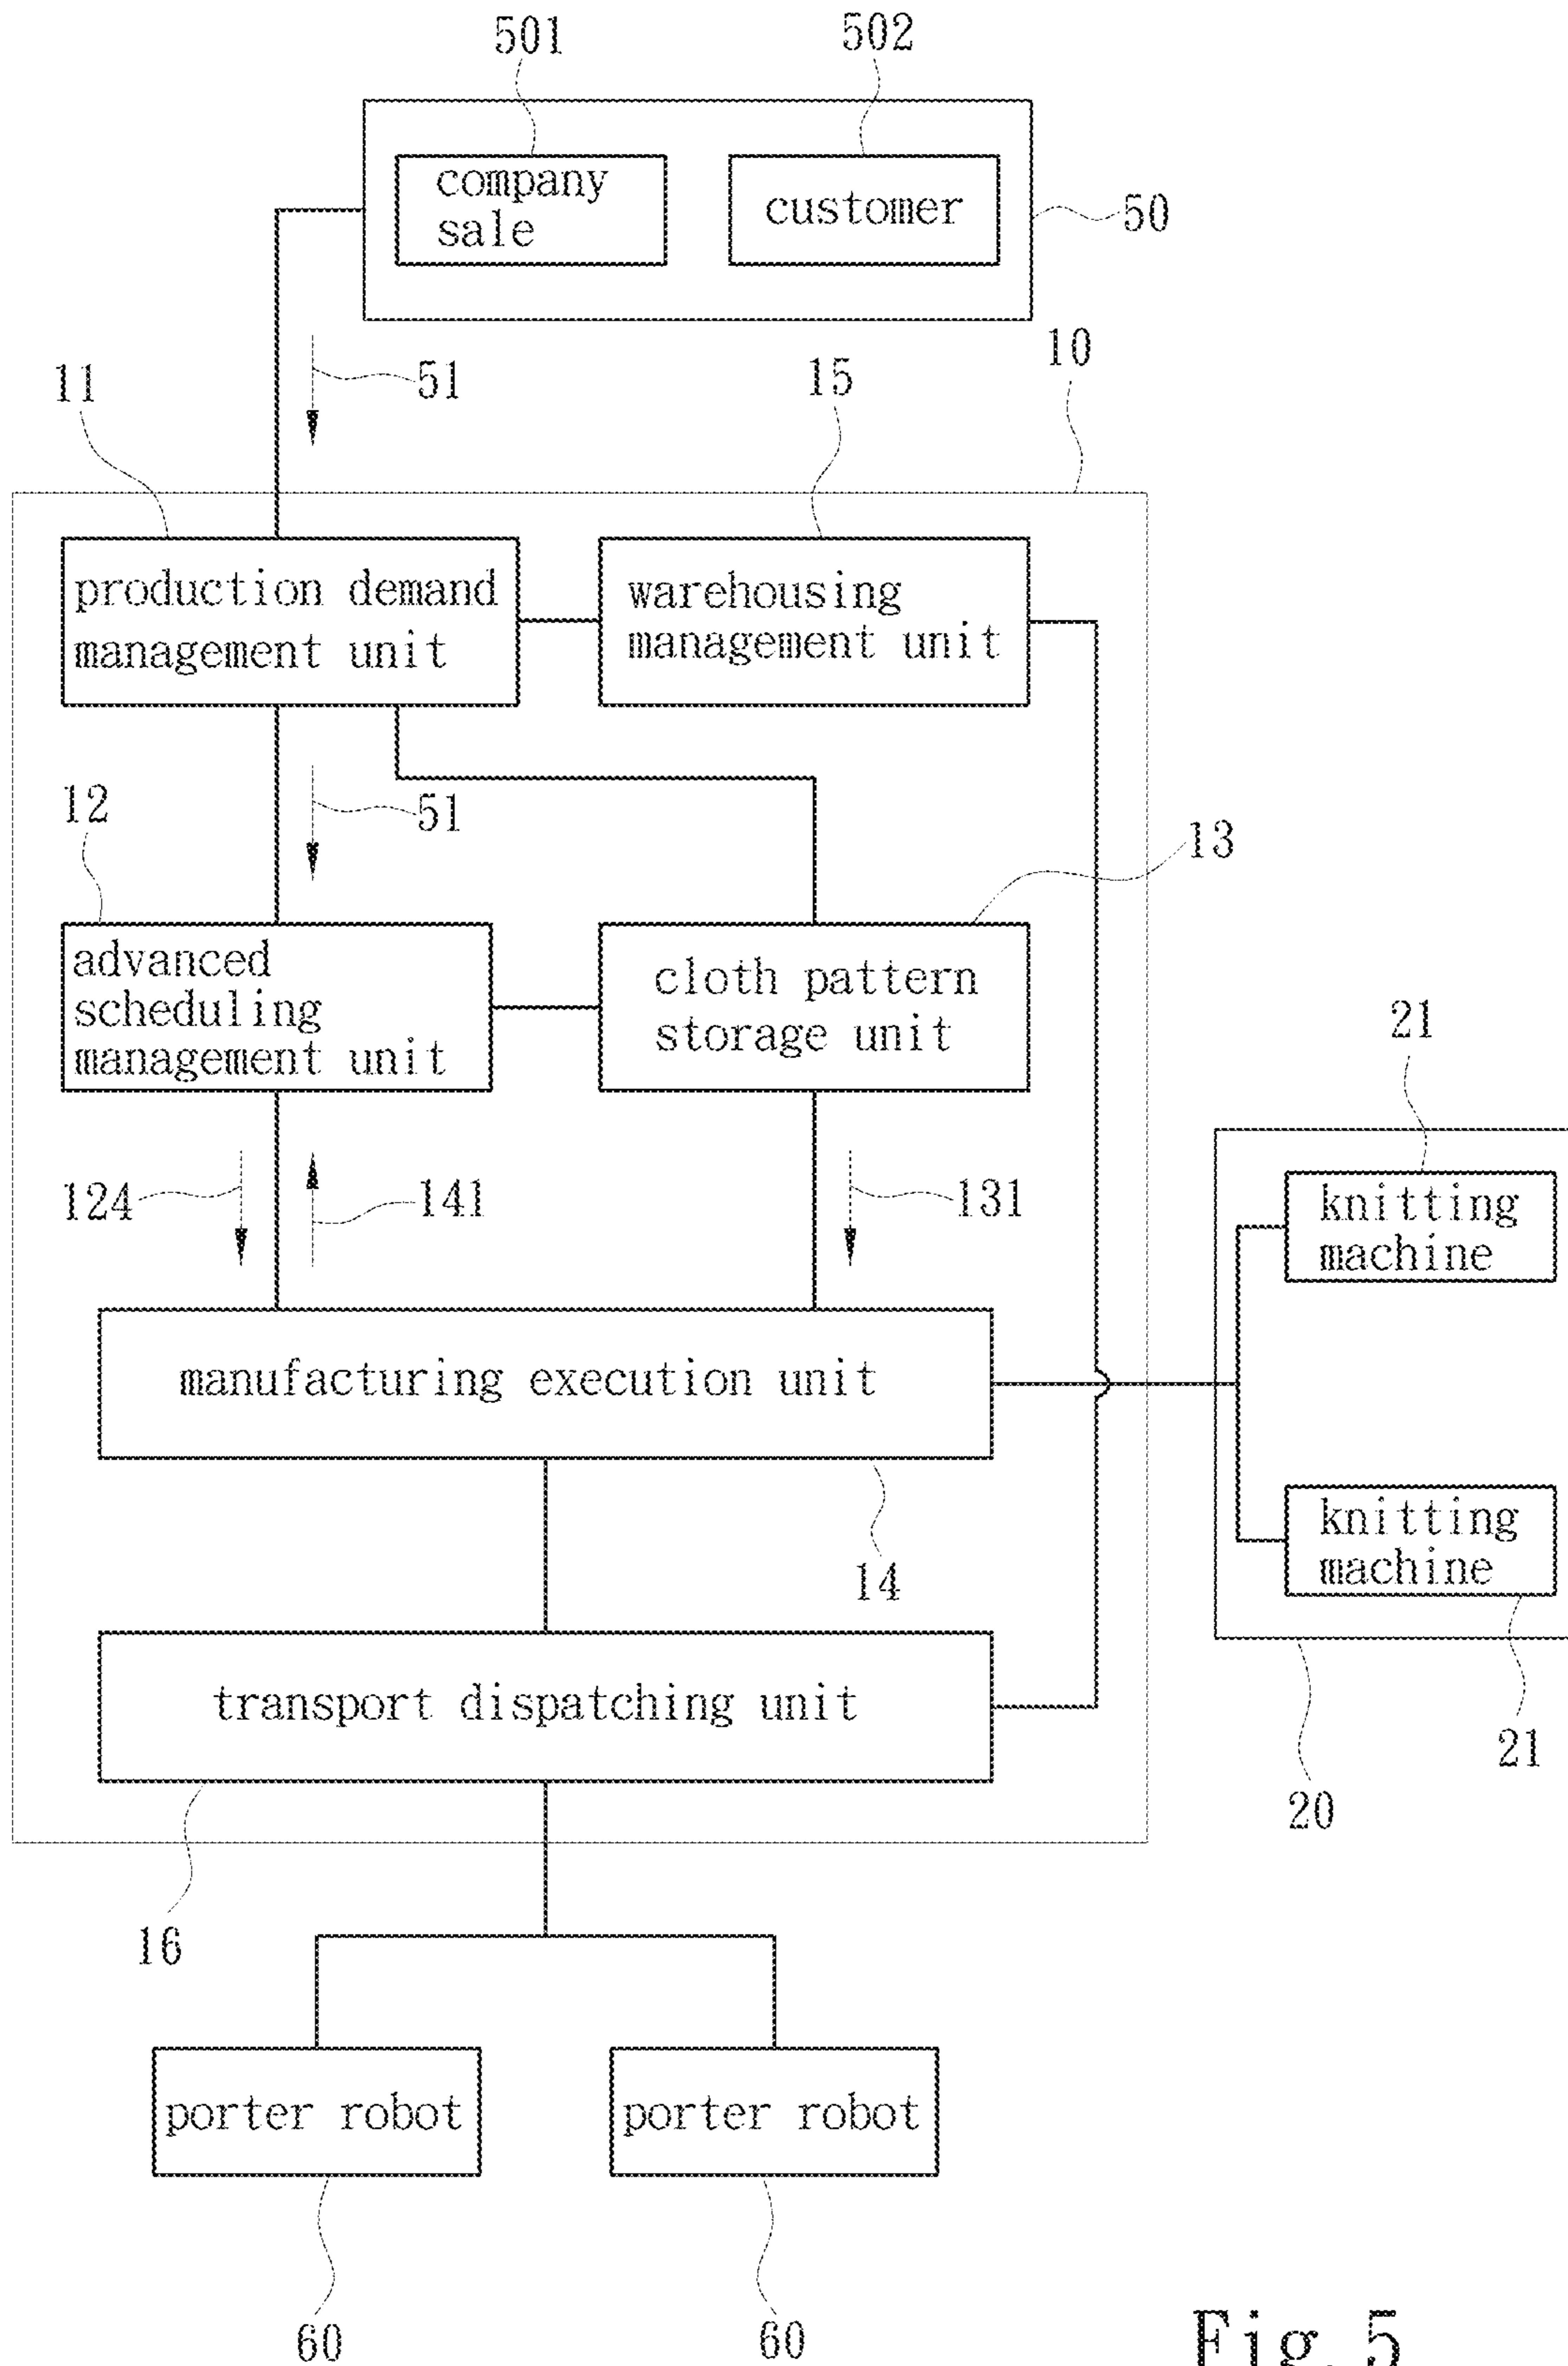 501
502
company
sale
customer
50
10
11
51
15
production demand
management unit
warehousing
management unit
12
51
13
advanced
scheduling
management unit
cloth pattern
storage unit
21
124
141
131
knitting
machine
manufacturing execution unit
knitting
machine
14
transport dispatching unit
21
20
16
porter robot
porter robot
60
60
Fig. 5